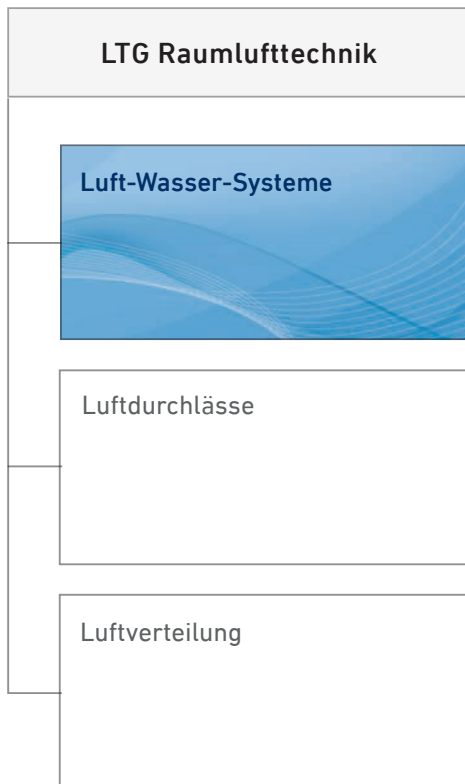 LTG Raumlufttechnik
Luft-Wasser-Systeme
Luftdurchlässe
Luftverteilung